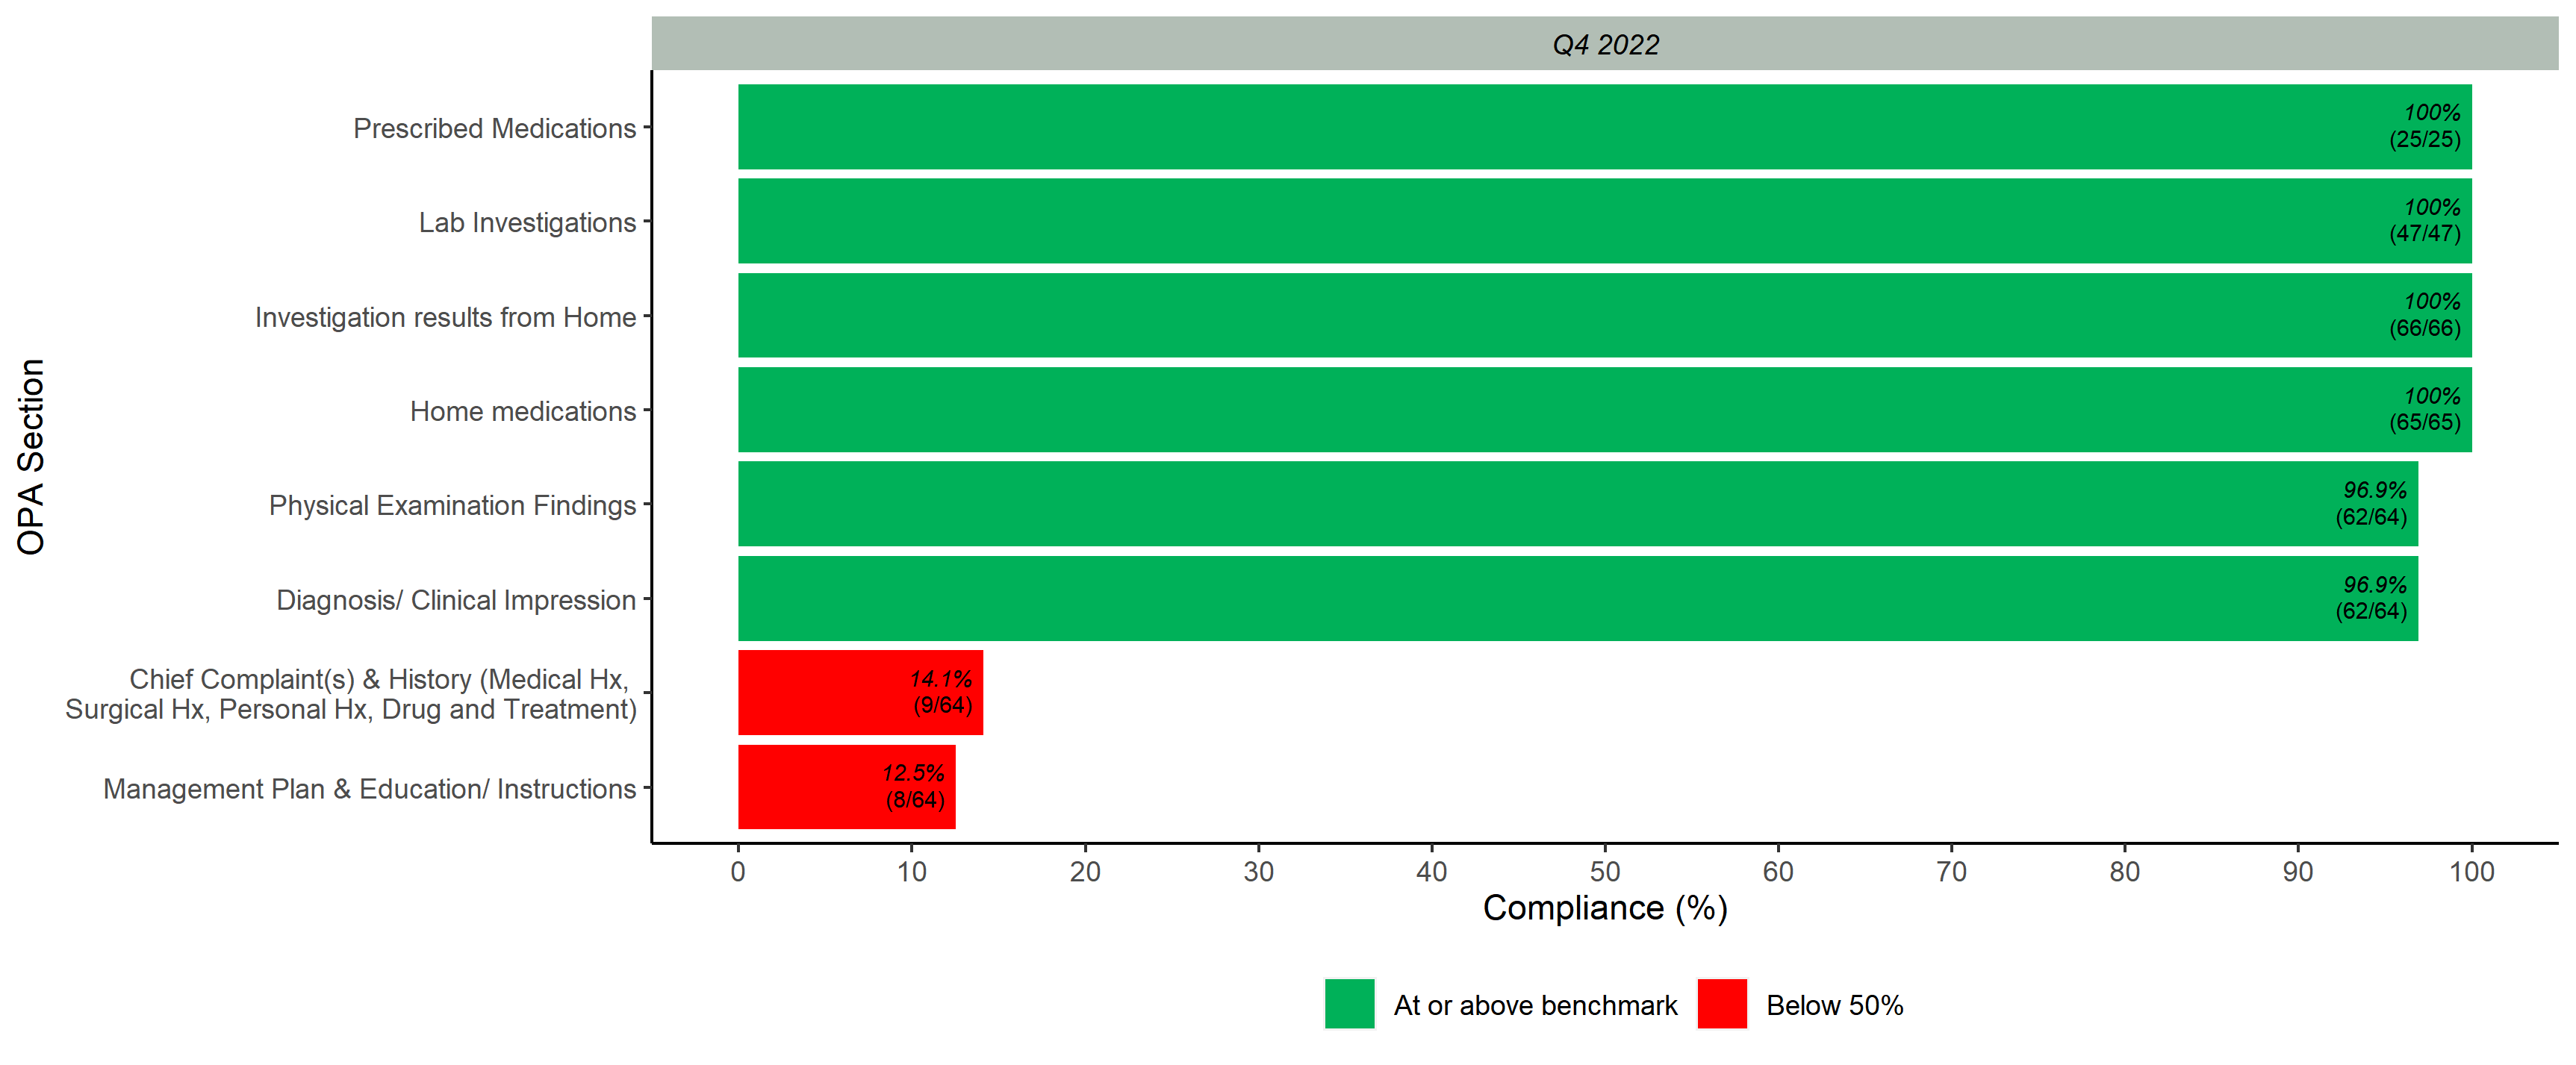 Q4 2022
OPA Section
Prescribed Medications
100%
(25/25)
Lab Investigations
100%
(47/47)
Investigation results from Home
100%
(66/66)
Home medications
100%
(65/65)
Physical Examination Findings
96.9%
(62/64)
Diagnosis/ Clinical Impression
96.9%
(62/64)
Chief Complaint(s) & History (Medical Hx,
Surgical Hx, Personal Hx, Drug and Treatment)
14.1%
(9/64)
Management Plan & Education/ Instructions
12.5%
(8/64)
0 10 20 30 40 50 60 70 80 90 100
Compliance (%)
At or above benchmark Below 50%